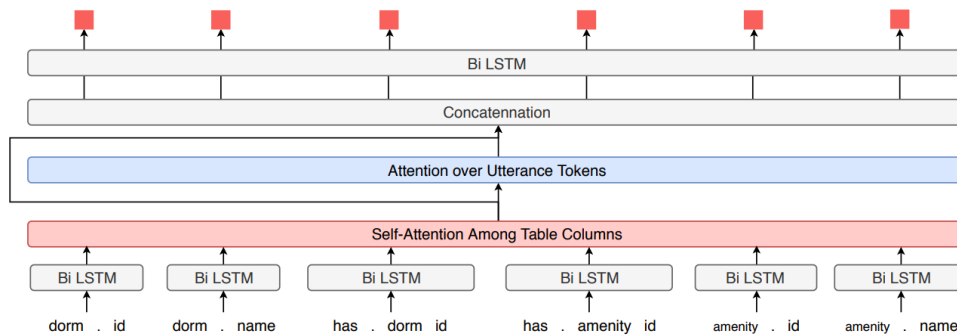 Bi LSTM
Concatennation
Attention over Utterance Tokens
Self-Attention Among Table Columns
Bi LSTM Bi LSTM Bi LSTM Bi LSTM Bi LSTM Bi LSTM
dorm . id dorm . name has . dorm id has . amenity id amenity . id amenity . name